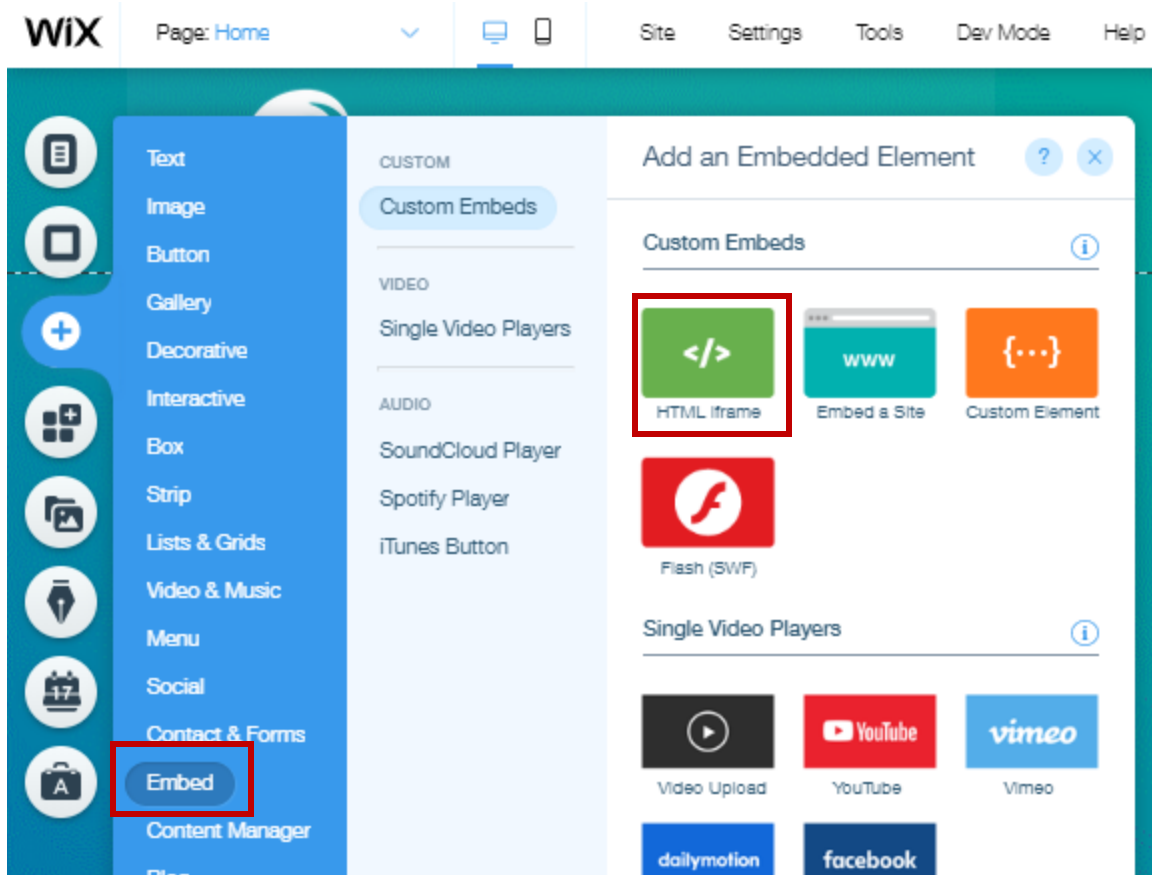 WiX
Page: Home
Site
Settings
Tools
Dev Mode
Help
17
A
Text
Image
Button
Gallery
Decorative
Interactive
Box
Strip
Lists & Grids
Video & Music
Menu
Social
Contact & Forms
Embed
Content Manager
CUSTOM
Custom Embeds
VIDEO
Single Video Players
AUDIO
SoundCloud Player
Spotify Player
iTunes Button
Add an Embedded Element
?
Custom Embeds
</>
HTML iframe
www
Embed a Site
{···}
Custom Element
Flash (SWF)
Single Video Players
Video Upload
YouTube
YouTube
vimeo
Vimeo
dailymotion
facebook